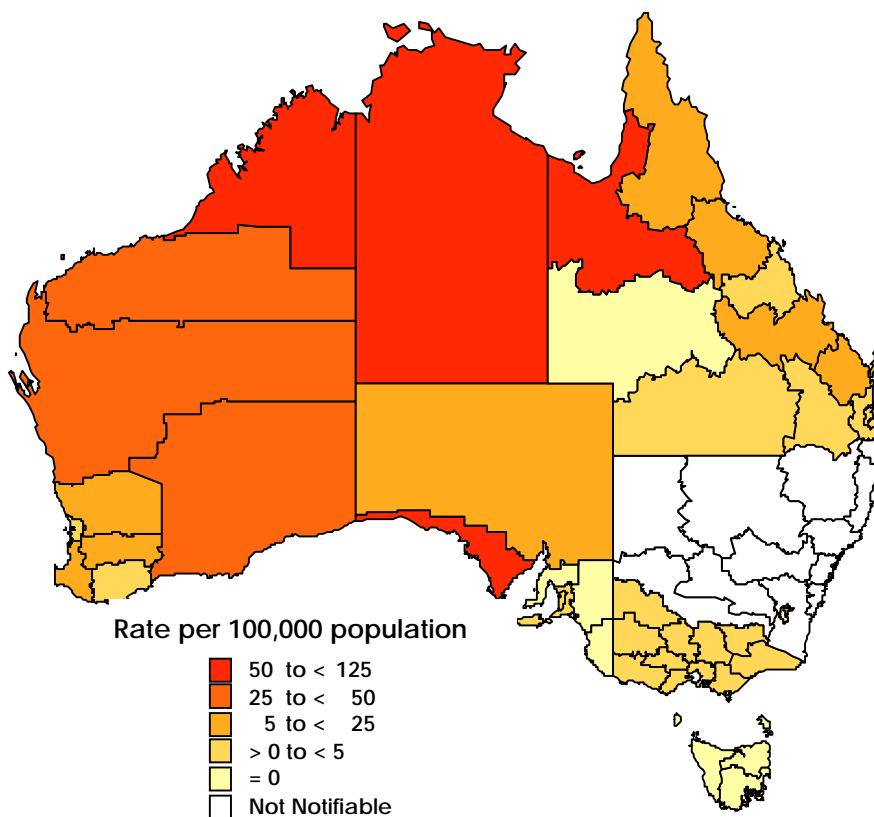 Rate per 100,000 population
50 to < 125
25 to < 50
5 to < 25
> 0 to < 5
= 0
Not Notifiable